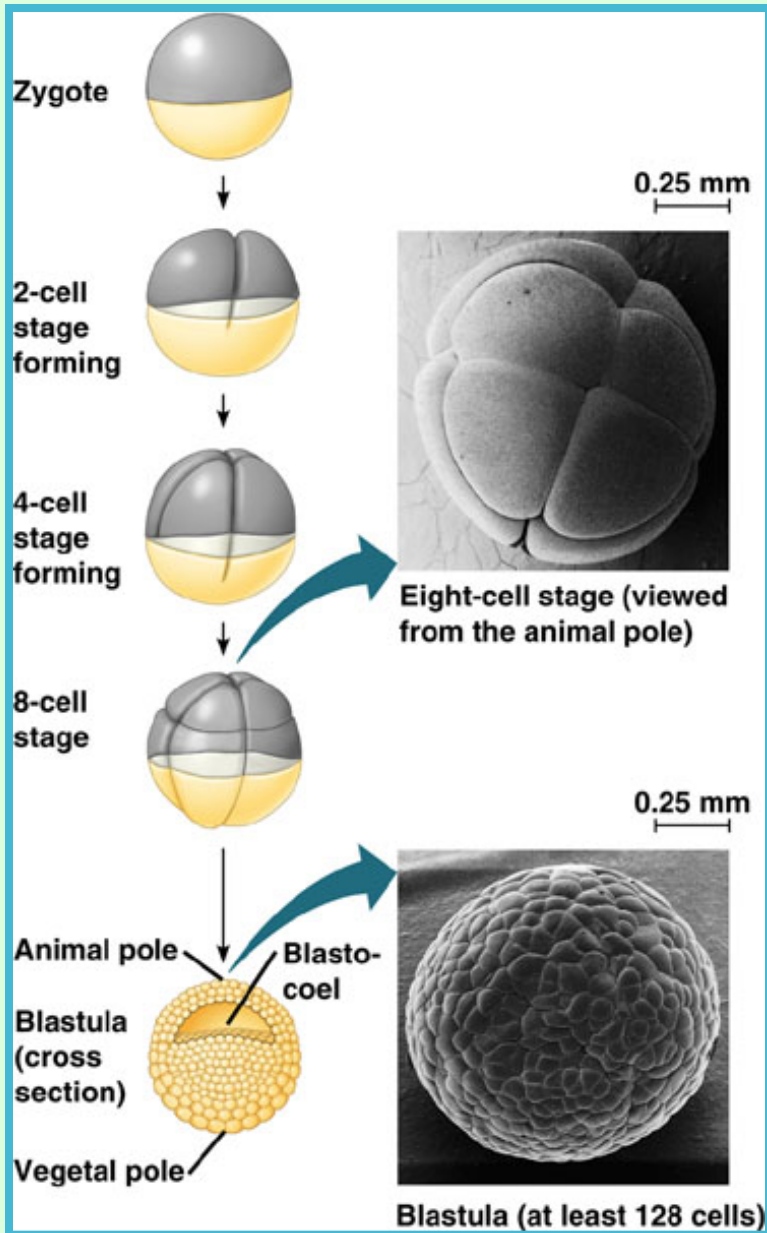 Zygote
0.25 mm
2-cell
stage
forming
4-cell
stage
forming
Eight-cell stage (viewed
from the animal pole)
8-cell
stage
0.25 mm
Animal pole
Blasto-
coel
Blastula
(cross
section)
Vegetal pole
Blastula (at least 128 cells)